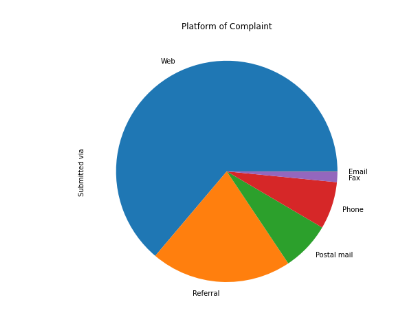 Platform of Complaint
Web
Submitted via
Email
Fax
Phone
Postal mail
Referral